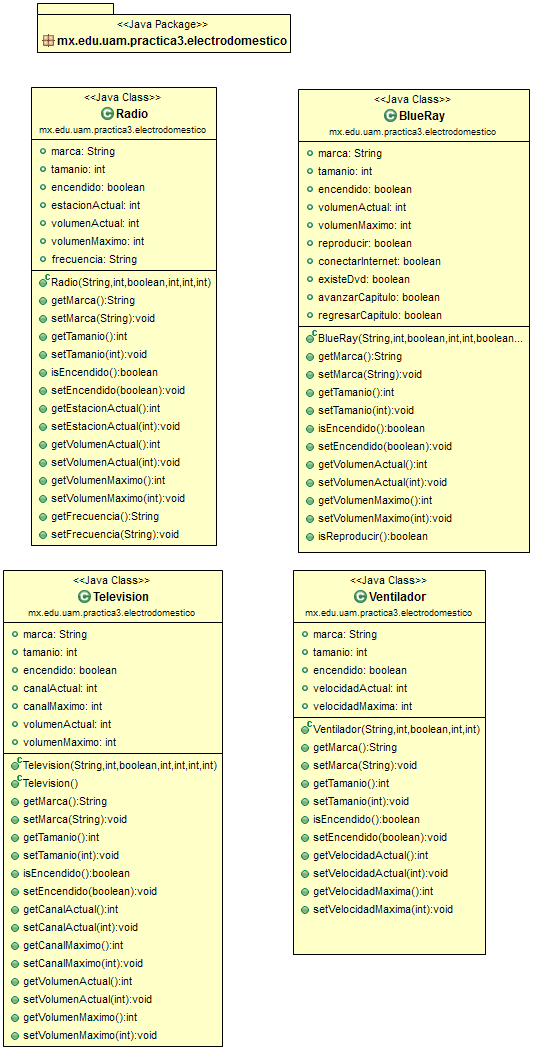 <<Java Package>>
mx.edu.uam.practica3.electrodomestico
<<Java Class>>
Radio
mx.edu.uam.practica3.electrodomestico
marca: String
tamanio: int
encendido: boolean
estacionActual: int
volumenActual: int
volumenMaximo: int
frecuencia: String
Radio(String,int,boolean,int,int,int)
getMarca():String
setMarca(String):void
getTamanio():int
setTamanio(int):void
isEncendido():boolean
setEncendido(boolean):void
getEstacionActual():int
setEstacionActual(int):void
getVolumenActual():int
setVolumenActual(int):void
getVolumenMaximo():int
setVolumenMaximo(int):void
getFrecuencia():String
setFrecuencia(String):void
<<Java Class>>
BlueRay
mx.edu.uam.practica3.electrodomestico
marca: String
tamanio: int
encendido: boolean
volumenActual: int
volumenMaximo: int
reproducir: boolean
conectarInternet: boolean
existeDvd: boolean
avanzarCapitulo: boolean
regresarCapitulo: boolean
BlueRay(String,int,boolean,int,int,boolean...
getMarca():String
setMarca(String):void
getTamanio():int
setTamanio(int):void
isEncendido():boolean
setEncendido(boolean):void
getVolumenActual():int
setVolumenActual(int):void
getVolumenMaximo():int
setVolumenMaximo(int):void
isReproducir():boolean
<<Java Class>>
Television
mx.edu.uam.practica3.electrodomestico
marca: String
tamanio: int
encendido: boolean
canalActual: int
canalMaximo: int
volumenActual: int
volumenMaximo: int
Television(String,int,boolean,int,int,int,int)
Television()
getMarca():String
setMarca(String):void
getTamanio():int
setTamanio(int):void
isEncendido():boolean
setEncendido(boolean):void
getCanalActual():int
setCanalActual(int):void
getCanalMaximo():int
setCanalMaximo(int):void
getVolumenActual():int
setVolumenActual(int):void
getVolumenMaximo():int
setVolumenMaximo(int):void
<<Java Class>>
Ventilador
mx.edu.uam.practica3.electrodomestico
marca: String
tamanio: int
encendido: boolean
velocidadActual: int
velocidadMaxima: int
Ventilador(String,int,boolean,int,int)
getMarca():String
setMarca(String):void
getTamanio():int
setTamanio(int):void
isEncendido():boolean
setEncendido(boolean):void
getVelocidadActual():int
setVelocidadActual(int):void
getVelocidadMaxima():int
setVelocidadMaxima(int):void